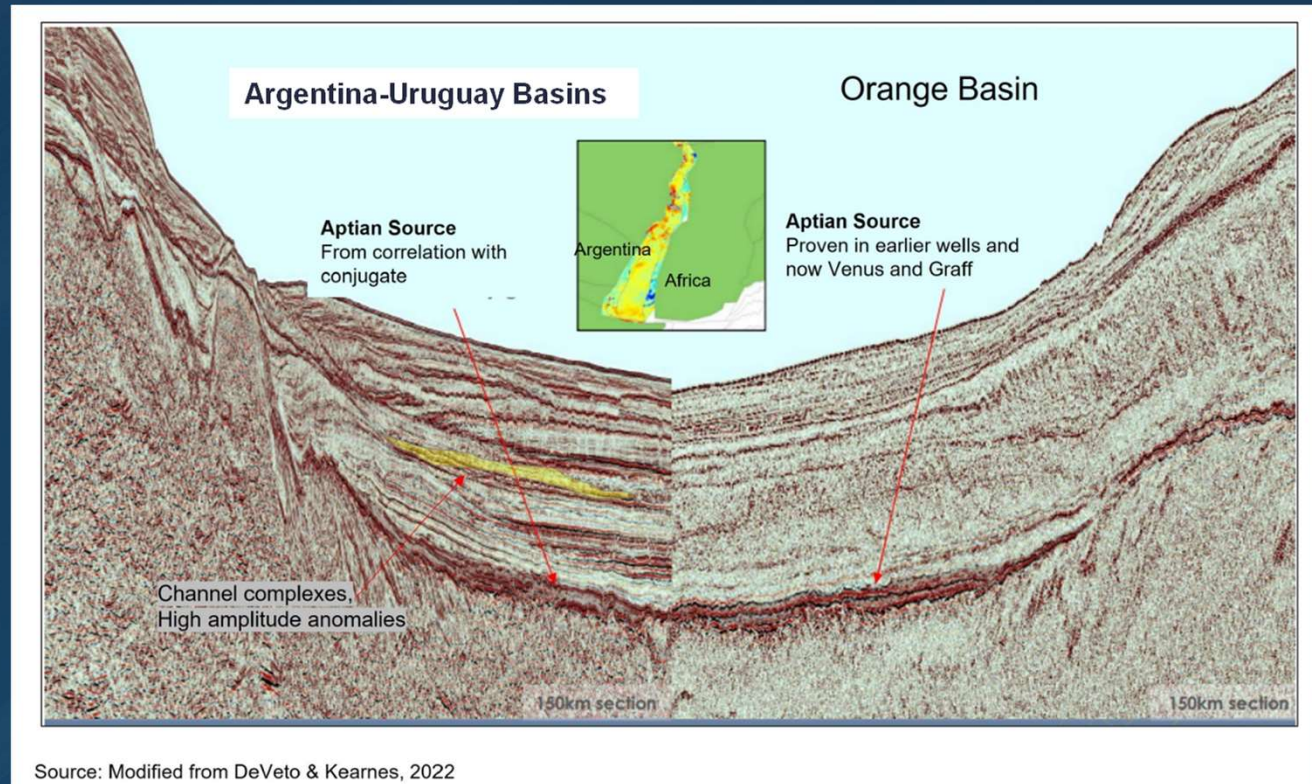 Argentina-Uruguay Basins
Orange Basin
Aptian Source
From correlation with
conjugate
Argentina
Africa
Aptian Source
Proven in earlier wells and
now Venus and Graff
Channel complexes,
High amplitude anomalies
150km section
150km section
Source: Modified from DeVeto & Kearnes, 2022